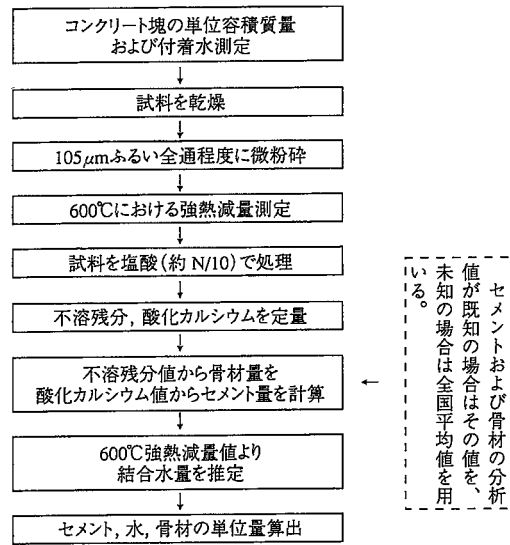 コンクリート塊の単位容積質量
および付着水測定
試料を乾燥
105μmふるい全通程度に微粉砕
600℃における強熱減量測定
試料を塩酸(約 N/10)で処理
不溶残分, 酸化カルシウムを定量
不溶残分値から骨材量を
酸化カルシウム値からセメント量を計算
600℃強熱減量値より
結合水量を推定
セメント, 水, 骨材の単位量算出
セメントおよび骨材の分析
値が既知の場合はその値を、
未知の場合は全国平均値を用
いる。